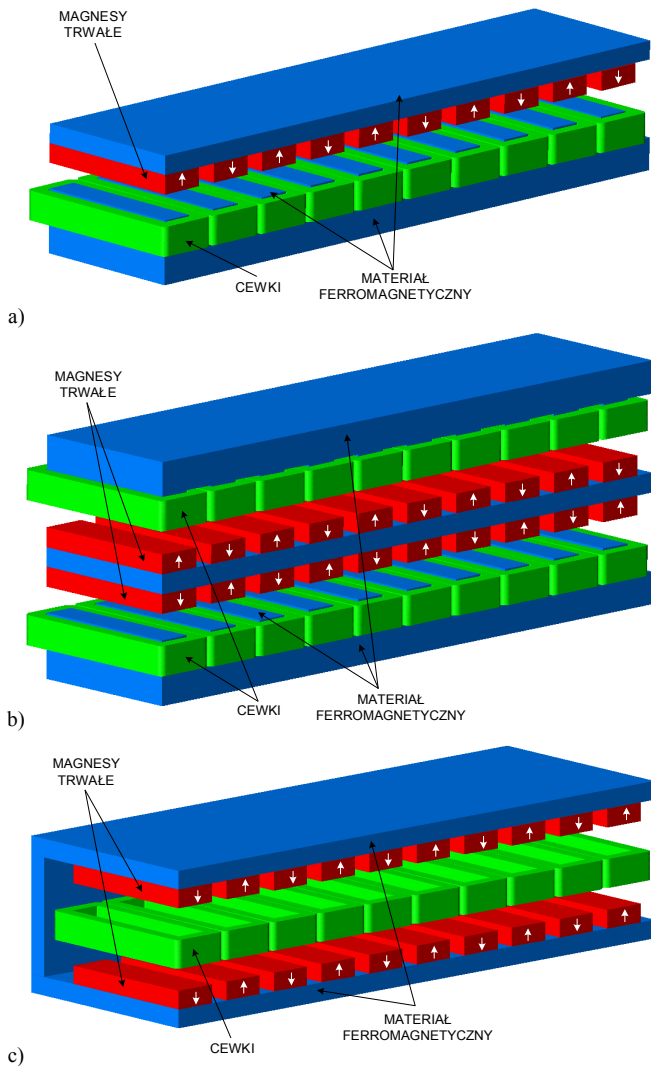 MAGNESY
TRWAŁE
CEWKI
MATERIAŁ
FERROMAGNETYCZNY
a)
MAGNESY
TRWAŁE
CEWKI
MATERIAŁ
FERROMAGNETYCZNY
b)
MAGNESY
TRWAŁE
CEWKI
MATERIAŁ
FERROMAGNETYCZNY
c)